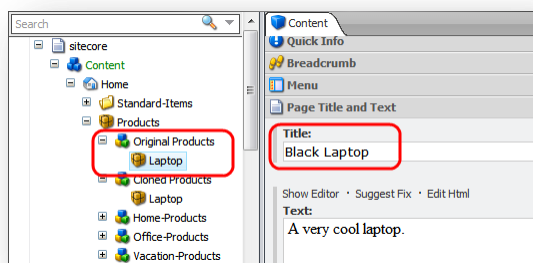 Search
sitecore
Content
Home
Standard-Items
Products
Original Products
Laptop
Cloned Products
Laptop
Home-Products
Office-Products
Vacation-Products
Content
Quick Info
Breadcrumb
Menu
Page Title and Text
Title:
Black Laptop
Show Editor · Suggest Fix · Edit Html
Text:
A very cool laptop.